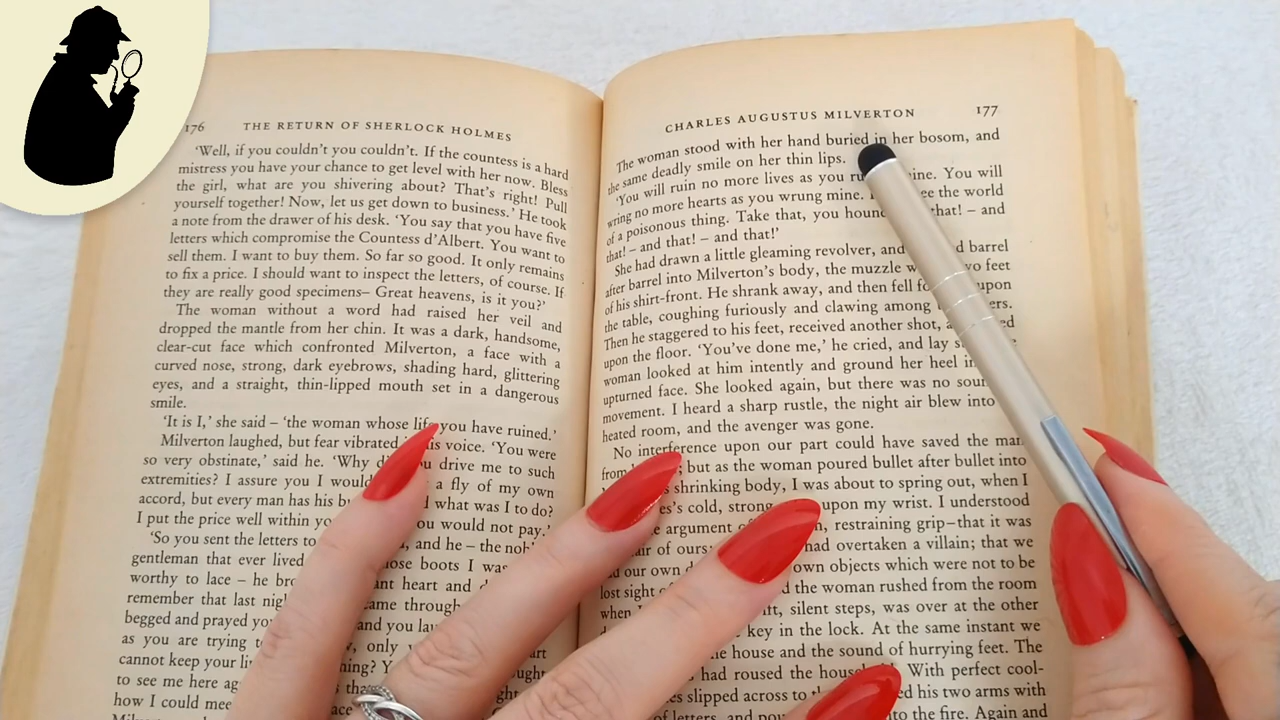 176 THE RETURN OF SHERLOCK HOLMES
'Well, if you couldn't you couldn't. If the countess is a hard
mistress you have your chance to get level with her now. Bless
the girl, what are you shivering about? That's right! Pull
yourself together! Now, let us get down to business.' He took
a note from the drawer of his desk. 'You say that you have five
letters which compromise the Countess d'Albert. You want to
sell them. I want to buy them. So far so good. It only remains
to fix a price. I should want to inspect the letters, of course. If
they are really good specimens– Great heavens, is it you?'
The woman without a word had raised her veil and
dropped the mantle from her chin. It was a dark, handsome,
clear-cut face which confronted Milverton, a face with a
curved nose, strong, dark eyebrows, shading hard, glittering
eyes, and a straight, thin-lipped mouth set in a dangerous
smile.
'It is I,' she said – 'the woman whose life you have ruined.'
Milverton laughed, but fear vibrated voice. 'You were
so very obstinate,' said he. 'Why drive me to such
extremities? I assure you I would a fly of my own
accord, but every man has his what was I to do?
I put the price well within would not pay.'
'So you sent the letters to and he – the
gentleman that ever lived those boots I was
worthy to lace – he heart and
remember that last came through
begged and prayed and you
as you are trying only
cannot keep your
to see me here
how I could
CHARLES AUGUSTUS MILVERTON 177
The woman stood with her hand buried in her bosom, and
the same deadly smile on her thin lips.
'You will ruin no more lives as you You will
wring no more hearts as you wrung mine. the world
of a poisonous thing. Take that, you that! – and
that! – and that! – and that!'
She had drawn a little gleaming revolver, and barrel
after barrel into Milverton's body, the muzzle feet
of his shirt-front. He shrank away, and then fell upon
the table, coughing furiously and clawing among
Then he staggered to his feet, received another shot,
upon the floor. 'You've done me,' he cried, and lay
woman looked at him intently and ground her heel
upturned face. She looked again, but there was no
movement. I heard a sharp rustle, the night air blew into
heated room, and the avenger was gone.
No interference upon our part could have saved the man
from but as the woman poured bullet after bullet into
shrinking body, I was about to spring out, when I
cold, strong upon my wrist. I understood
argument restraining grip–that it was
of ours; had overtaken a villain; that we
our own own objects which were not to be
lost sight the woman rushed from the room
when silent steps, was over at the other
key in the lock. At the same instant we
house and the sound of hurrying feet. The
had roused the With perfect cool-
slipped across to his two arms with
of letters, and the fire. Again and